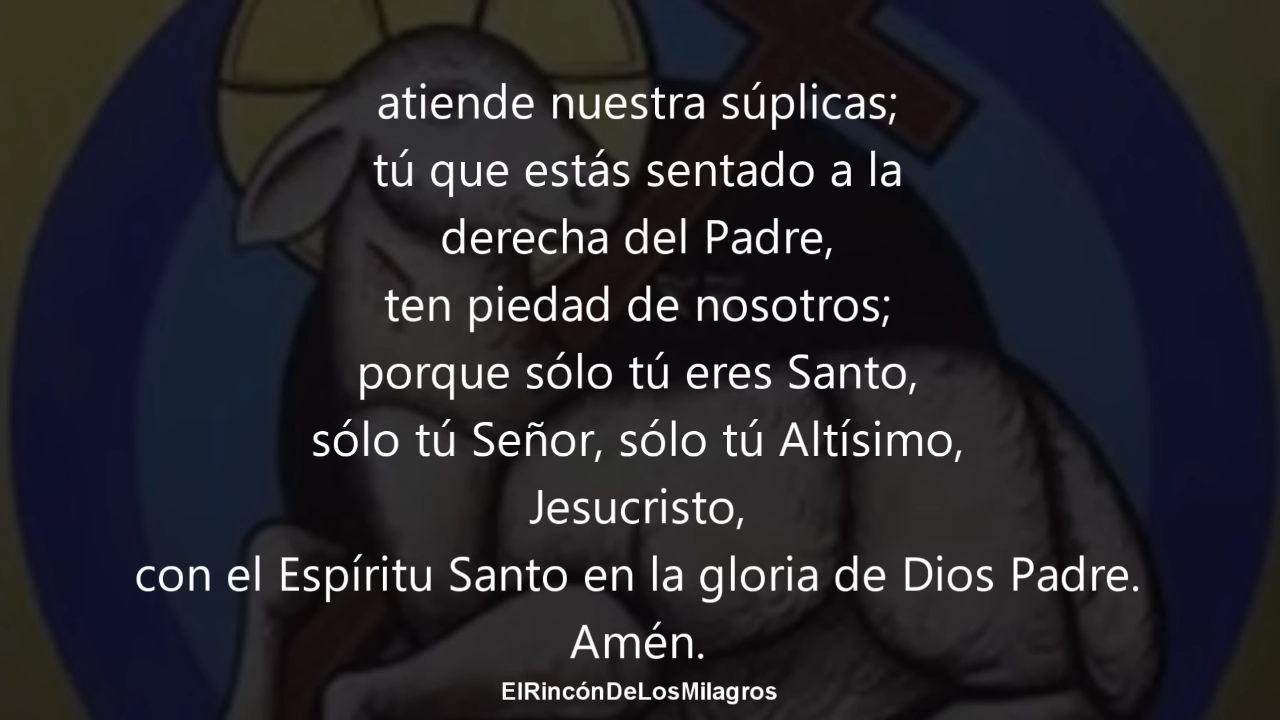 atiende nuestra súplicas;
tú que estás sentado a la
derecha del Padre,
ten piedad de nosotros;
porque sólo tú eres Santo,
sólo tú Señor, sólo tú Altísimo,
Jesucristo,
con el Espíritu Santo en la gloria de Dios Padre.
Amén.
ElRincónDeLosMilagros